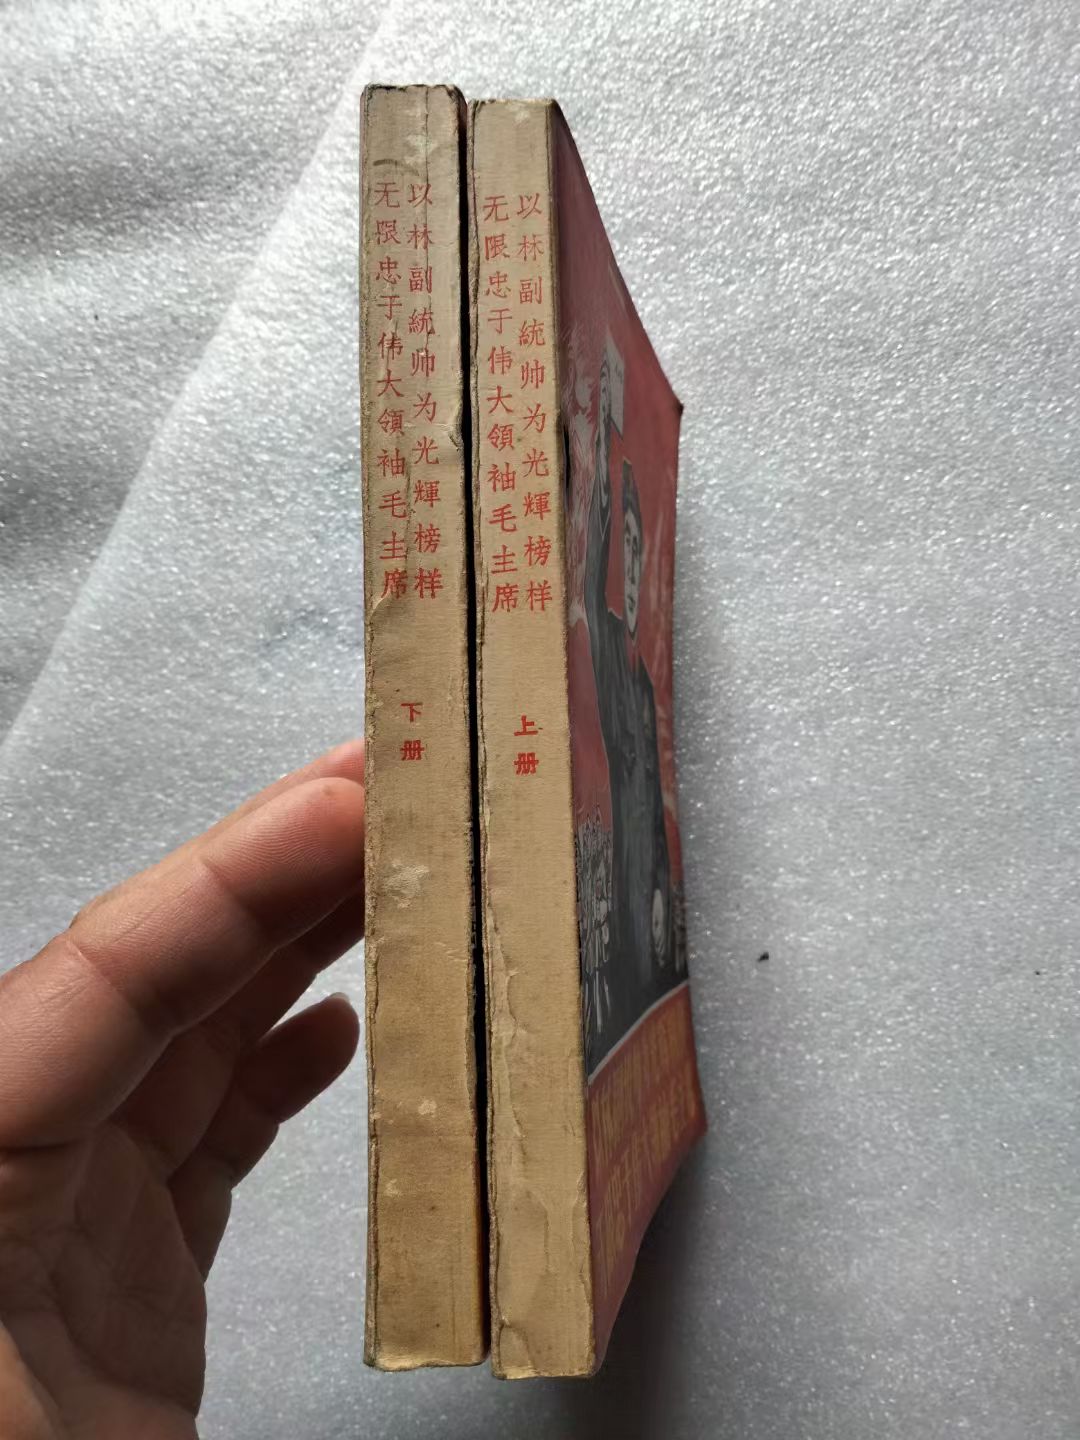 以林副統帅为光輝榜样
无限忠于伟大領袖毛主席
下册
以林副統帅为光輝榜样
无限忠于伟大領袖毛主席
上册